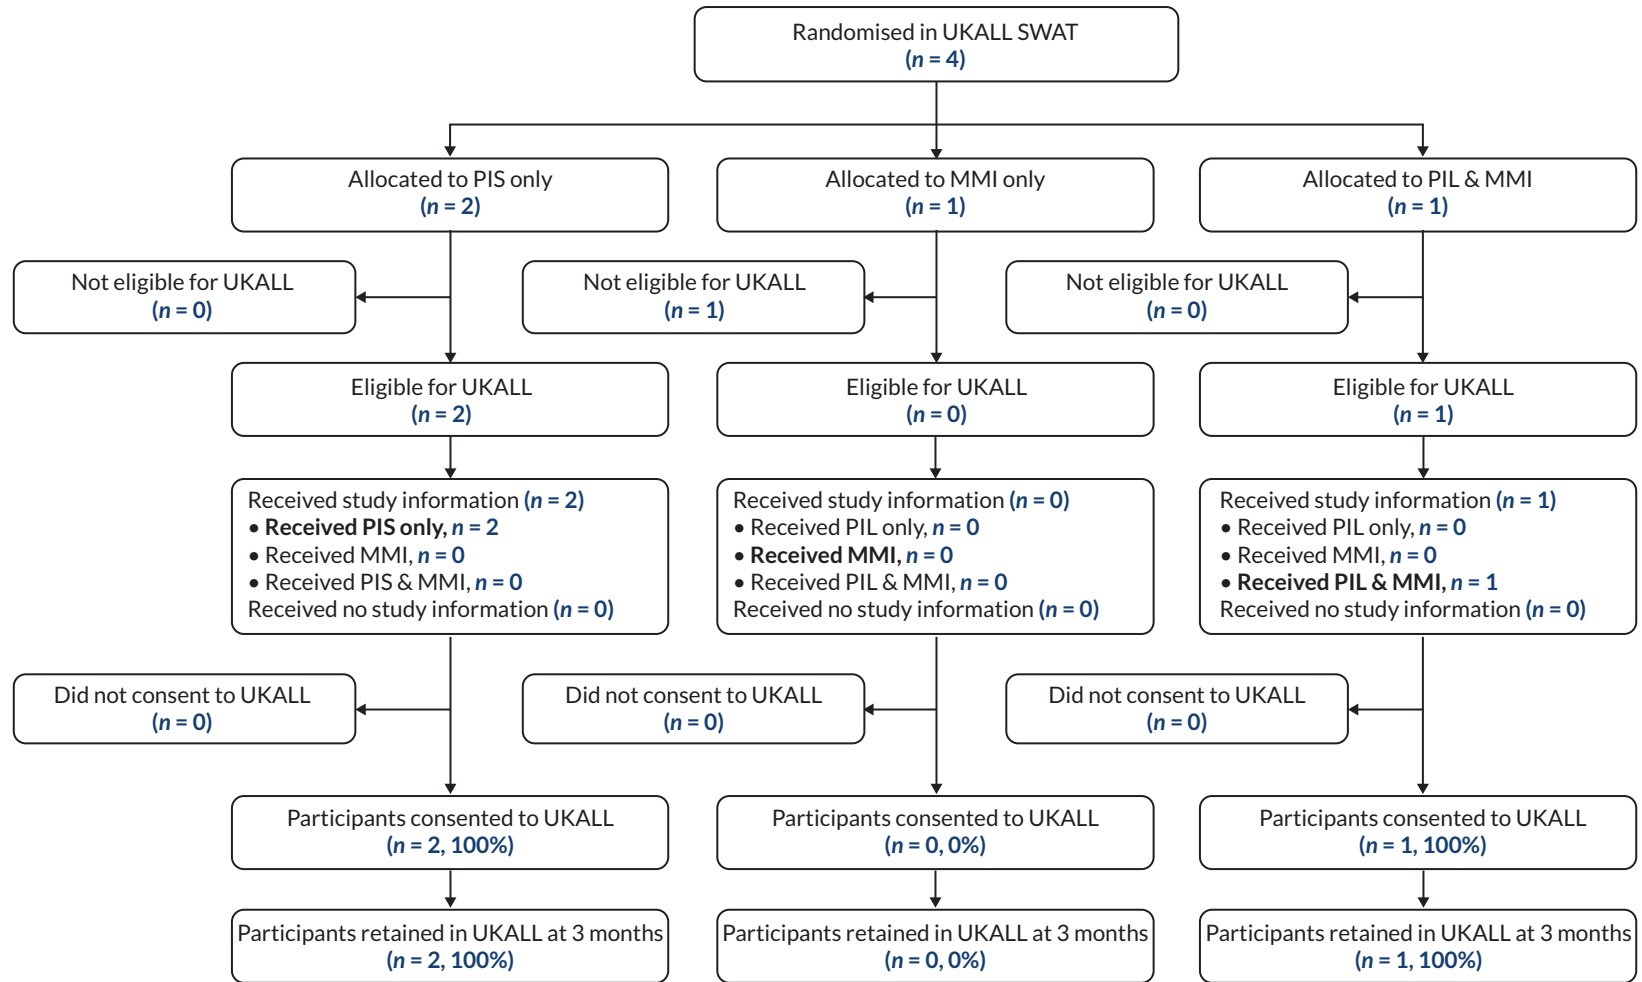 Randomised in UKALL SWAT
(n = 4)
Allocated to PIS only
(n = 2)
Allocated to MMI only
(n = 1)
Allocated to PIL & MMI
(n = 1)
Not eligible for UKALL
(n = 0)
Not eligible for UKALL
(n = 1)
Not eligible for UKALL
(n = 0)
Eligible for UKALL
(n = 2)
Eligible for UKALL
(n = 0)
Eligible for UKALL
(n = 1)
Received study information (n = 2)
• Received PIS only, n = 2
• Received MMI, n = 0
• Received PIS & MMI, n = 0
Received no study information (n = 0)
Received study information (n = 0)
• Received PIL only, n = 0
• Received MMI, n = 0
• Received PIL & MMI, n = 0
Received no study information (n = 0)
Received study information (n = 1)
• Received PIL only, n = 0
• Received MMI, n = 0
• Received PIL & MMI, n = 1
Received no study information (n = 0)
Did not consent to UKALL
(n = 0)
Did not consent to UKALL
(n = 0)
Did not consent to UKALL
(n = 0)
Participants consented to UKALL
(n = 2, 100%)
Participants consented to UKALL
(n = 0, 0%)
Participants consented to UKALL
(n = 1, 100%)
Participants retained in UKALL at 3 months
(n = 2, 100%)
Participants retained in UKALL at 3 months
(n = 0, 0%)
Participants retained in UKALL at 3 months
(n = 1, 100%)